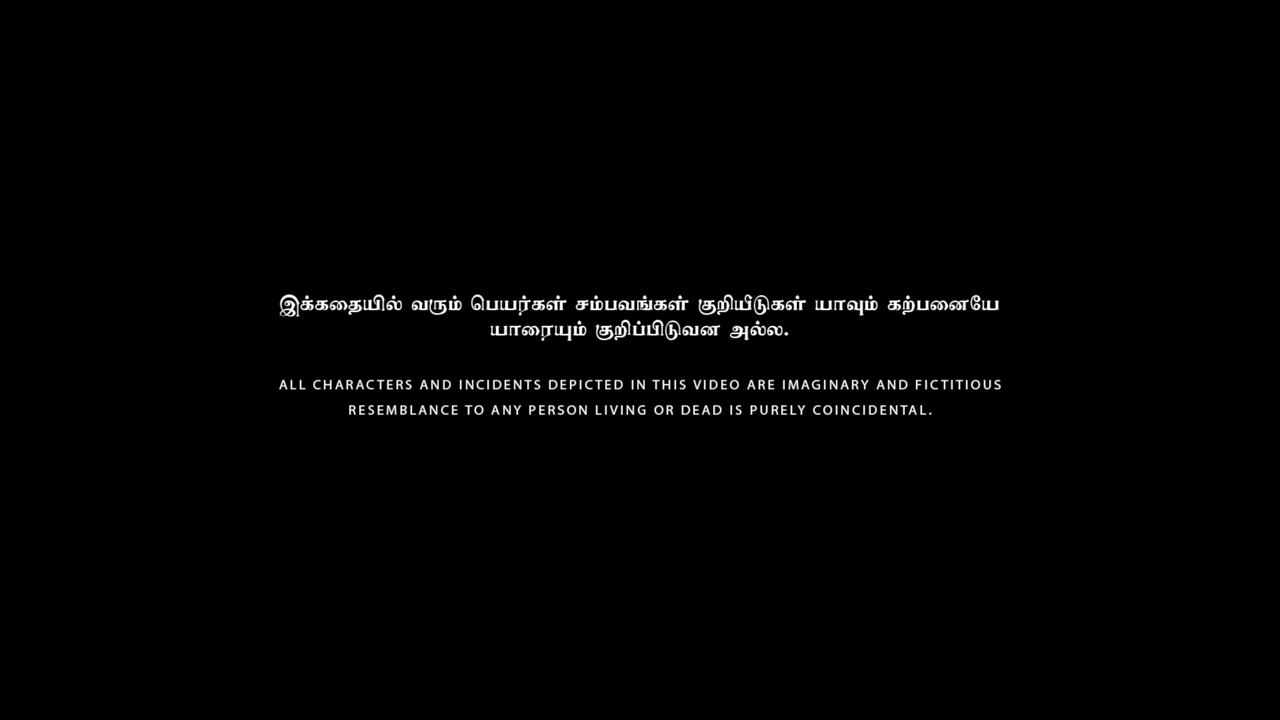 இக்கதையில் வரும் பெயர்கள் சம்பவங்கள் குறியீடுகள் யாவும் கற்பனையே
யாரையும் குறிப்பிடுவன அல்ல.
ALL CHARACTERS AND INCIDENTS DEPICTED IN THIS VIDEO ARE IMAGINARY AND FICTITIOUS
RESEMBLANCE TO ANY PERSON LIVING OR DEAD IS PURELY COINCIDENTAL.